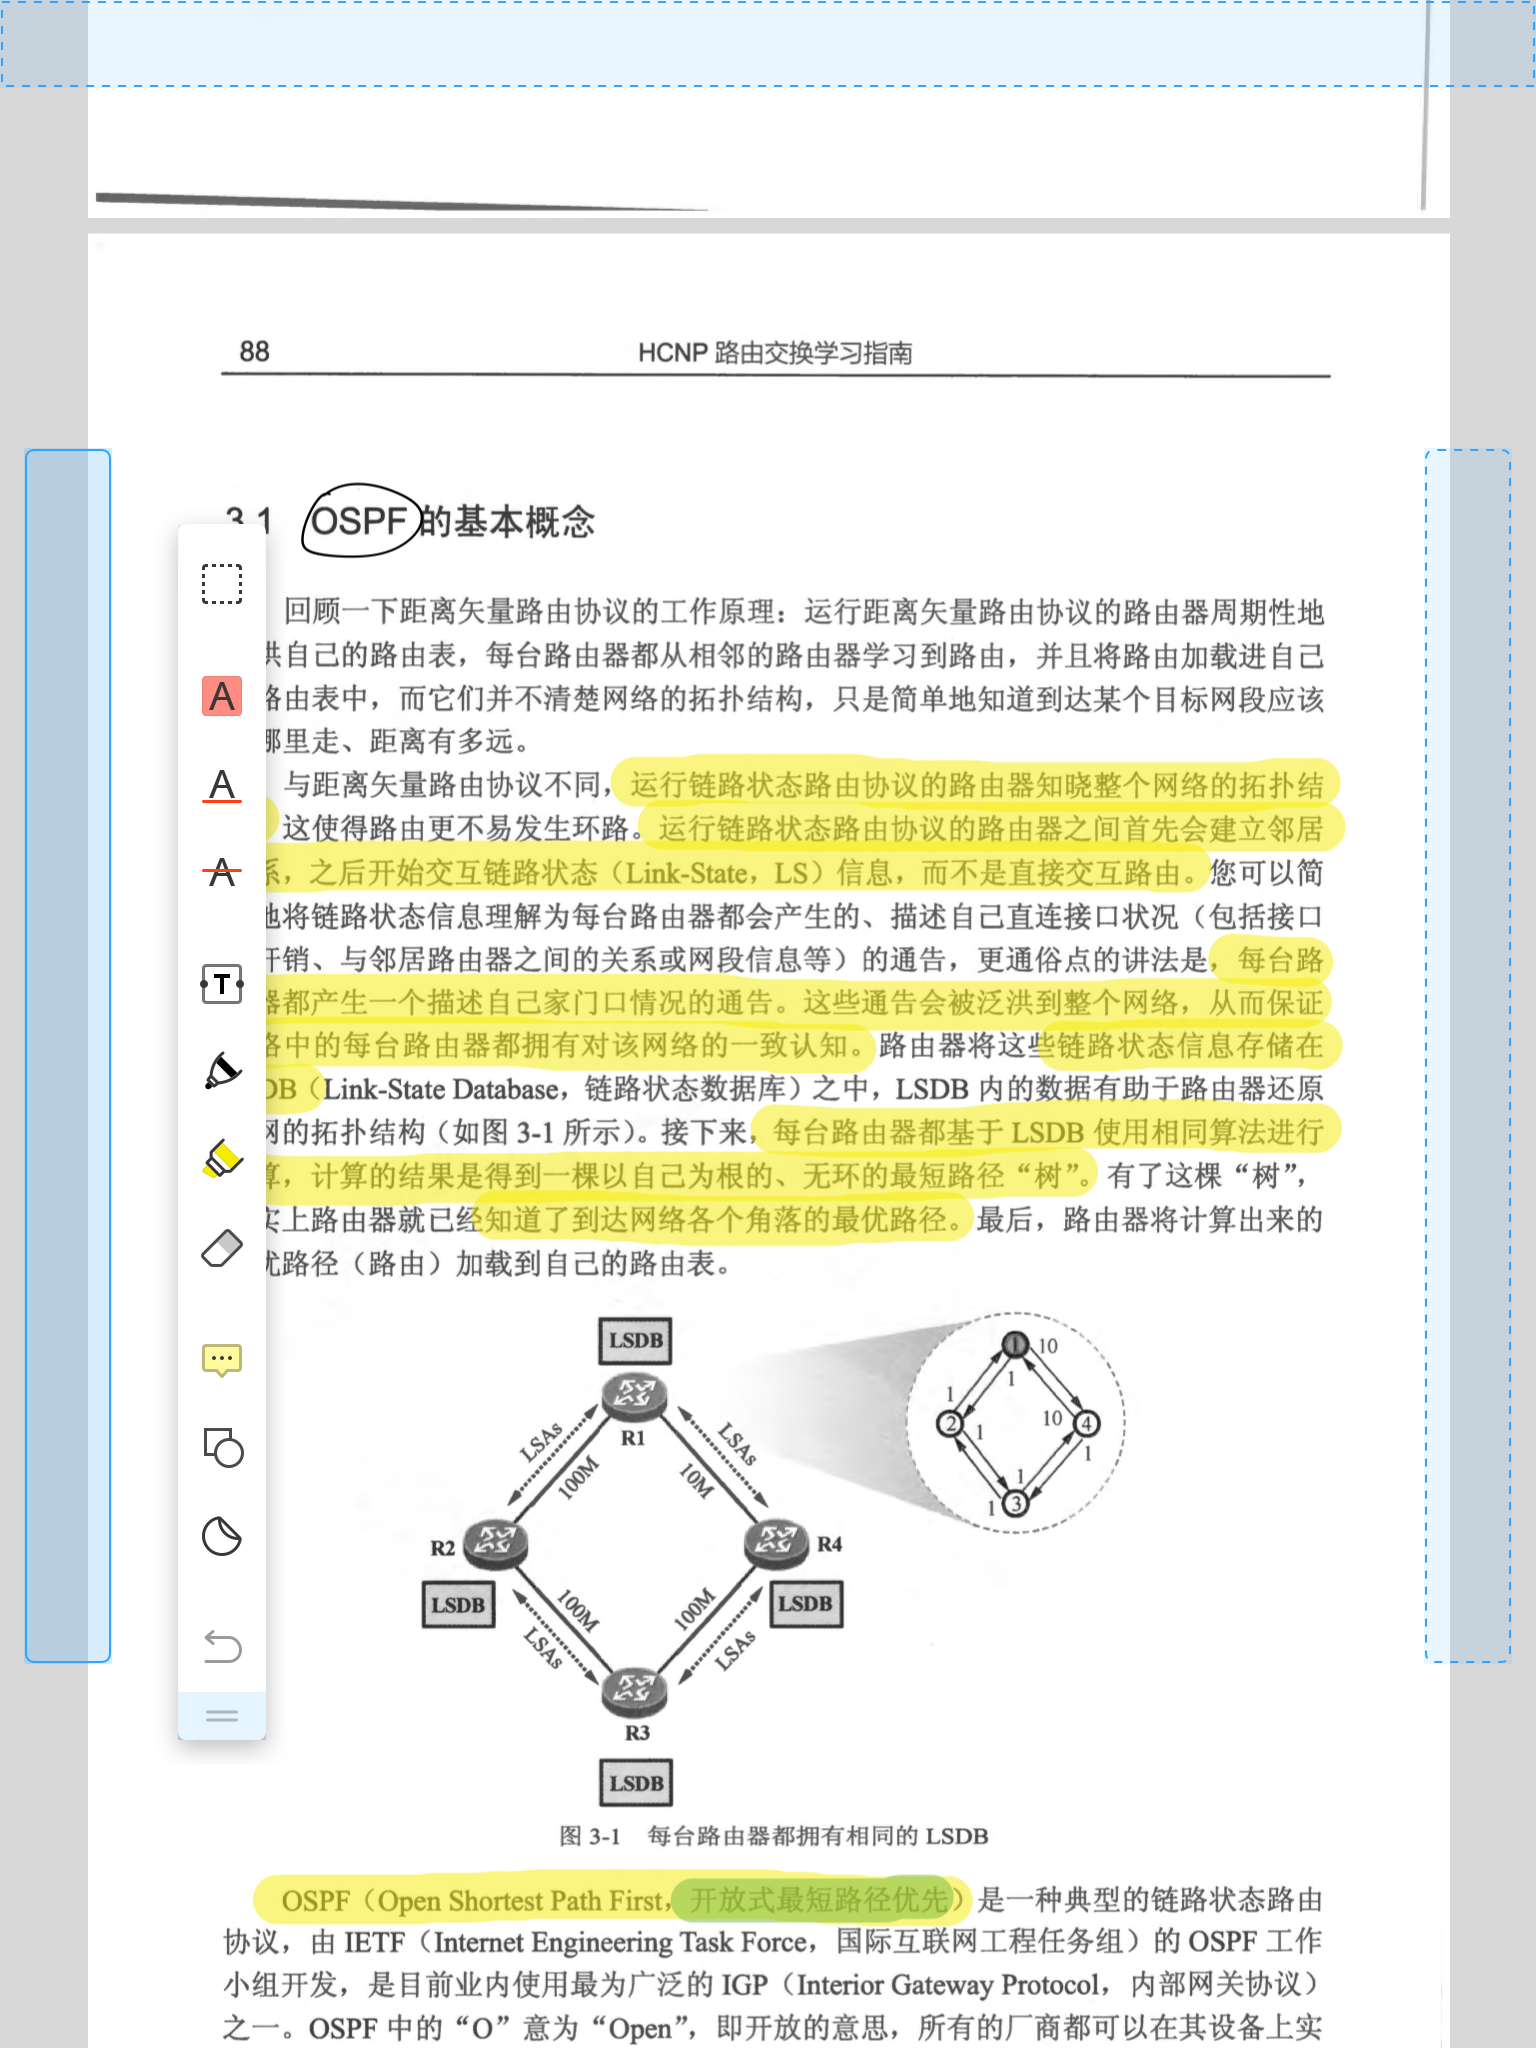 88
HCNP 路由交换学习指南
3.1 OSPF 的基本概念
回顾一下距离矢量路由协议的工作原理：运行距离矢量路由协议的路由器周期性地
自己的路由表，每台路由器都从相邻的路由器学习到路由，并且将路由加载进自己
路由表中，而它们并不清楚网络的拓扑结构，只是简单地知道到达某个目标网段应该
哪里走、距离有多远。
与距离矢量路由协议不同，运行链路状态路由协议的路由器知晓整个网络的拓扑结
这使得路由更不易发生环路。运行链路状态路由协议的路由器之间首先会建立邻居
系，之后开始交互链路状态（Link-State，LS）信息，而不是直接交互路由。您可以简
地将链路状态信息理解为每台路由器都会产生的、描述自己直连接口状况（包括接口
开销、与邻居路由器之间的关系或网段信息等）的通告，更通俗点的讲法是，每台路
器都产生一个描述自己家门口情况的通告。这些通告会被泛洪到整个网络，从而保证
络中的每台路由器都拥有对该网络的一致认知。路由器将这些链路状态信息存储在
DB（Link-State Database，链路状态数据库）之中，LSDB 内的数据有助于路由器还原
网的拓扑结构（如图 3-1 所示）。接下来，每台路由器都基于 LSDB 使用相同算法进行
算，计算的结果是得到一棵以自己为根的、无环的最短路径“树”。有了这棵“树”，
实上路由器就已经知道了到达网络各个角落的最优路径。最后，路由器将计算出来的
优路径（路由）加载到自己的路由表。
LSDB
R1
LSAs
100M
LSAs
10M
R2
LSDB
R4
LSDB
100M
LSAs
100M
LSAs
R3
LSDB
1
10
1
1
2
1
10
4
1
1
1
3
图 3-1 每台路由器都拥有相同的 LSDB
OSPF（Open Shortest Path First，开放式最短路径优先）是一种典型的链路状态路由
协议，由 IETF（Internet Engineering Task Force，国际互联网工程任务组）的 OSPF 工作
小组开发，是目前业内使用最为广泛的 IGP（Interior Gateway Protocol，内部网关协议）
之一。OSPF 中的“O”意为“Open”，即开放的意思，所有的厂商都可以在其设备上实